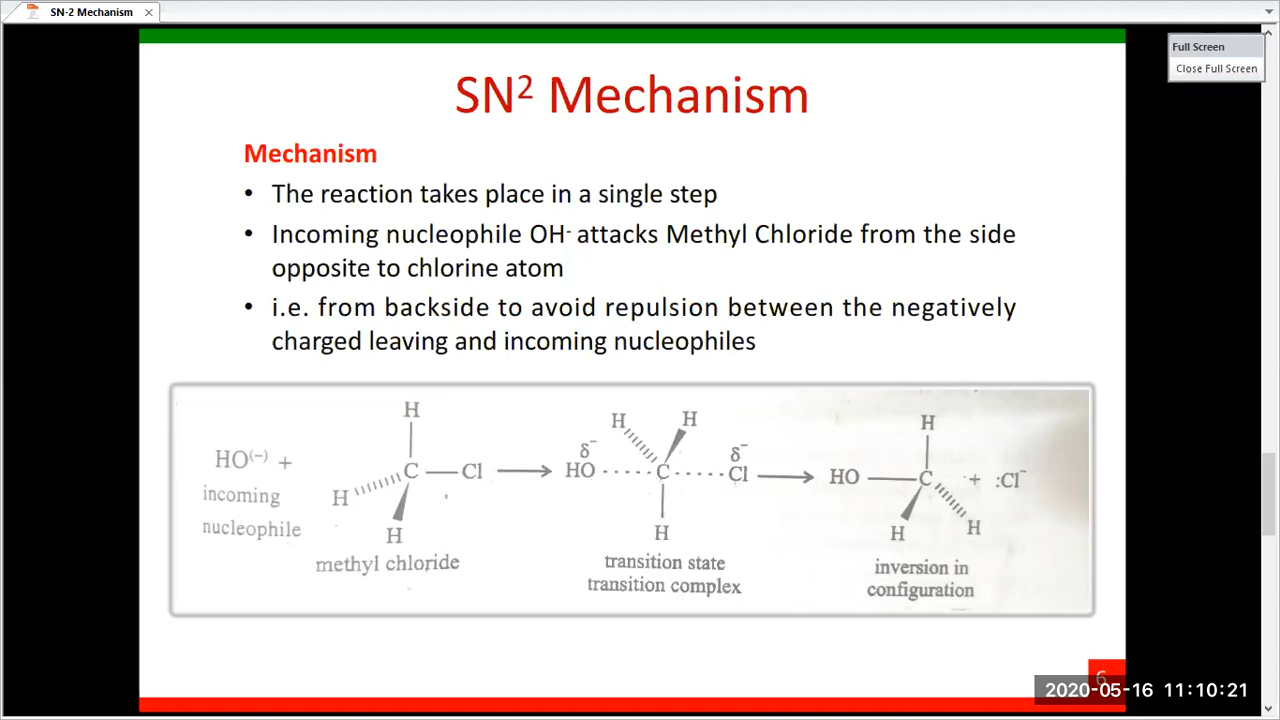 SN-2 Mechanism
Full Screen
Close Full Screen
SN² Mechanism
Mechanism
• The reaction takes place in a single step
• Incoming nucleophile OH⁻ attacks Methyl Chloride from the side
opposite to chlorine atom
• i.e. from backside to avoid repulsion between the negatively
charged leaving and incoming nucleophiles
H
HO(−) +
C
Cl
H
H
incoming
nucleophile
methyl chloride
H
H
δ⁻
δ⁻
HO
C
Cl
H
transition state
transition complex
H
HO
C
+ :Cl⁻
H
H
inversion in
configuration
6
2020-05-16 11:10:21